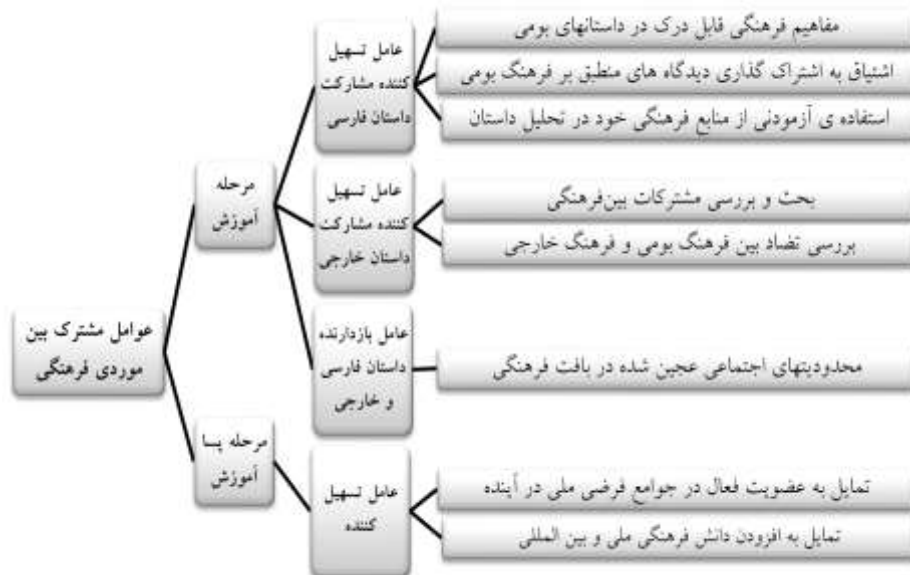 عوامل مشترک بین
موردی فرهنگی
مرحله
آموزش
عامل تسهیل
کننده مشارکت
داستان فارسی
مفاهیم فرهنگی قابل درک در داستانهای بومی
اشتیاق به اشتراک گذاری دیدگاه های منطبق بر فرهنگ بومی
استفاده ی آزمودنی از منابع فرهنگی خود در تحلیل داستان
عامل تسهیل
کننده مشارکت
داستان خارجی
بحث و بررسی مشترکات بین‌فرهنگی
بررسی تضاد بین فرهنگ بومی و فرهنگ خارجی
عامل بازدارنده
داستان فارسی
و خارجی
محدودیتهای اجتماعی عجین شده در بافت فرهنگی
مرحله پسا
آموزش
عامل تسهیل
کننده
تمایل به عضویت فعال در جوامع فرضی ملی در آینده
تمایل به افزودن دانش فرهنگی ملی و بین المللی